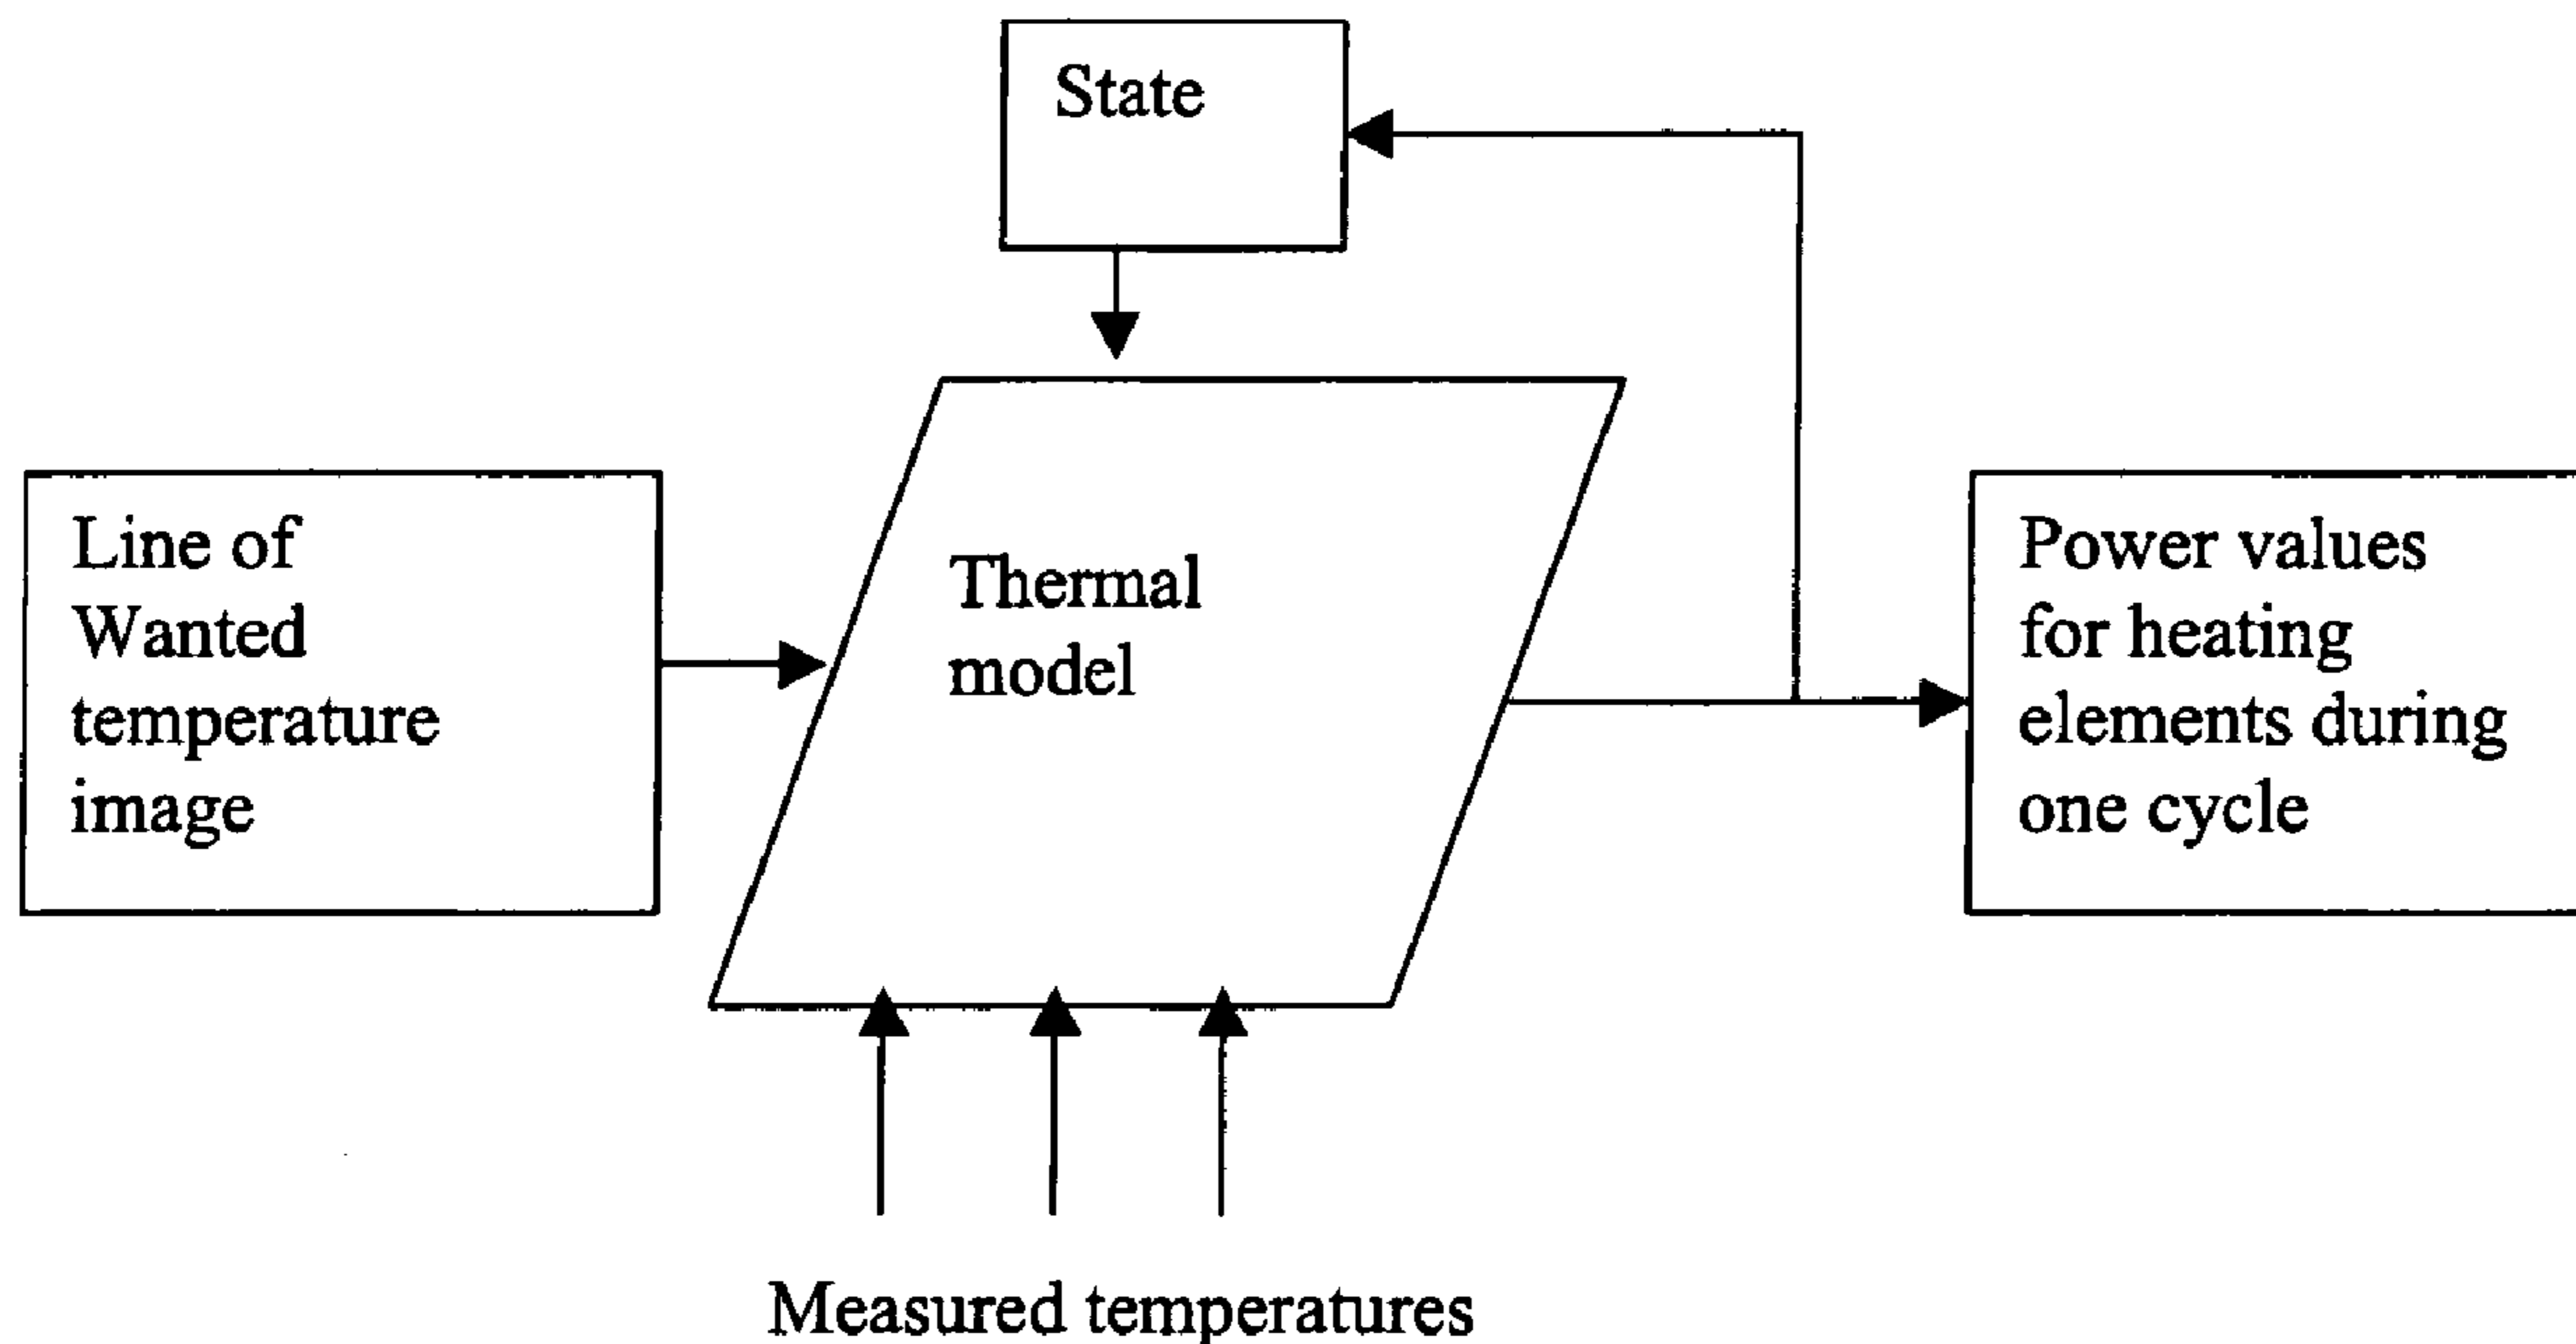 State
Line of
Wanted
temperature
image
Thermal
model
Power values
for heating
elements during
one cycle
Measured temperatures